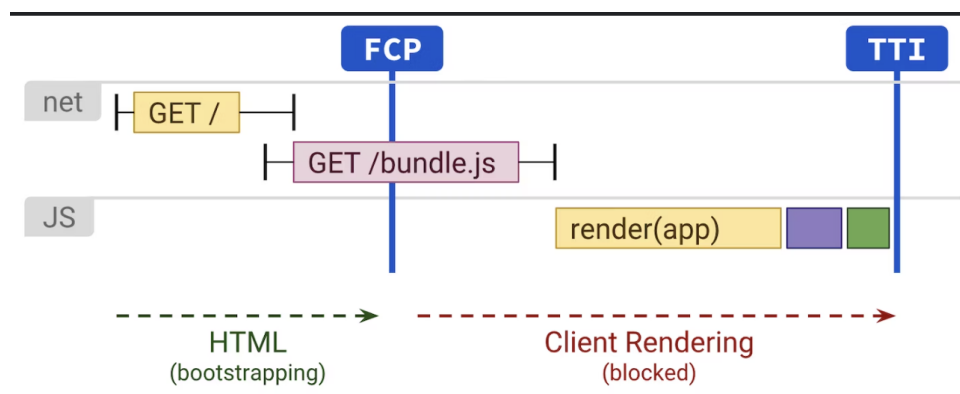 FCP
TTI
net
GET /
GET /bundle.js
JS
render(app)
HTML
(bootstrapping)
Client Rendering
(blocked)